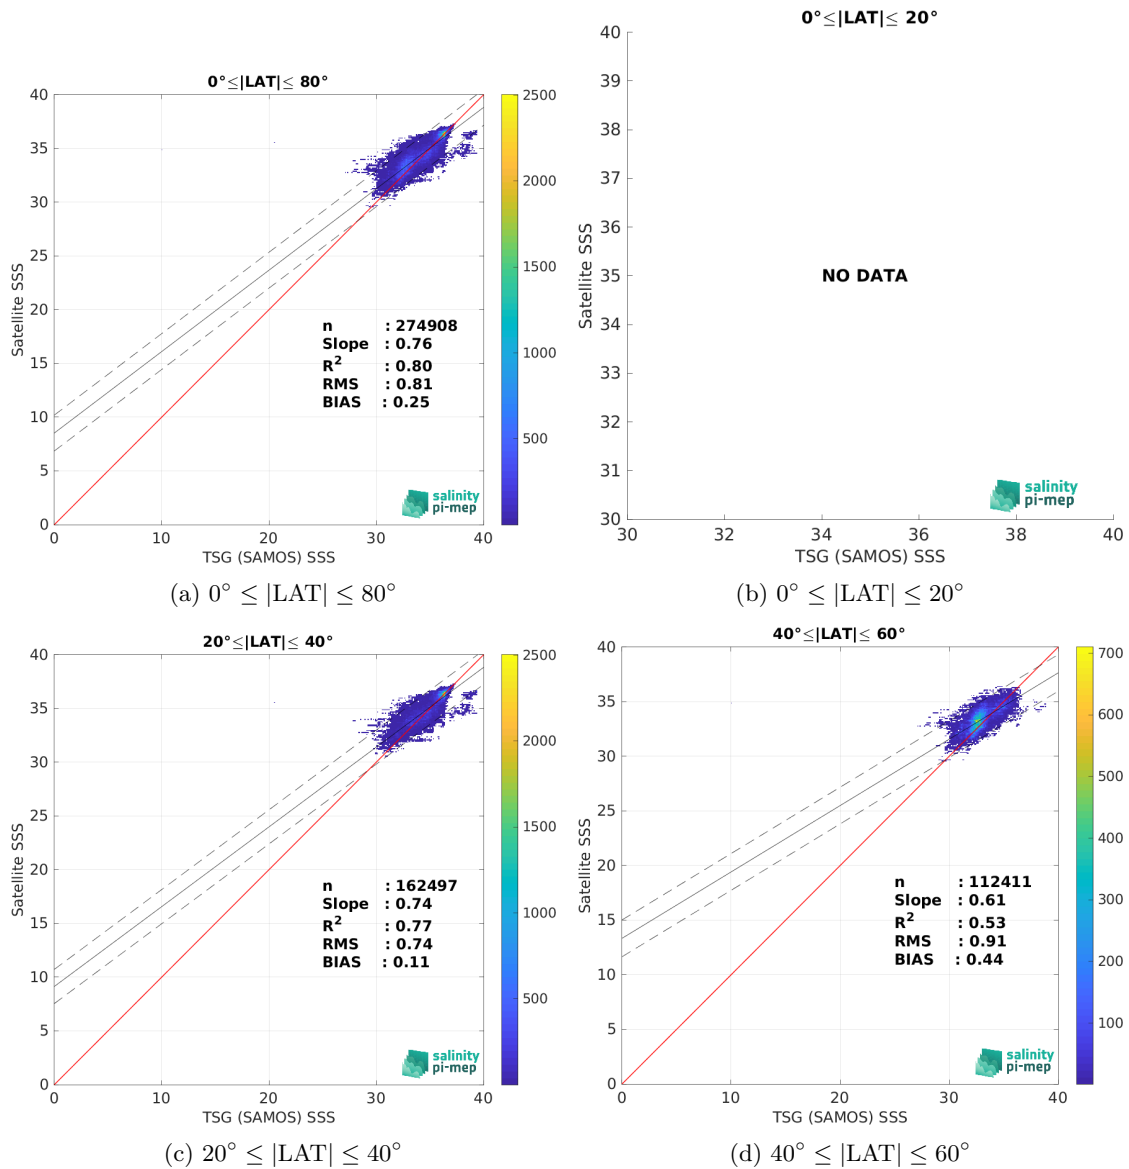 0°≤|LAT|≤ 80°
40
35
30
25
20
15
10
5
0
Satellite SSS
0
10
20
30
40
TSG (SAMOS) SSS
n : 274908
Slope : 0.76
R² : 0.80
RMS : 0.81
BIAS : 0.25
salinity
pi-mep
2500
2000
1500
1000
500
(a) 0° ≤ |LAT| ≤ 80°
0°≤|LAT|≤ 20°
40
39
38
37
36
35
34
33
32
31
30
Satellite SSS
NO DATA
30
32
34
36
38
40
TSG (SAMOS) SSS
salinity
pi-mep
(b) 0° ≤ |LAT| ≤ 20°
20°≤|LAT|≤ 40°
40
35
30
25
20
15
10
5
0
Satellite SSS
0
10
20
30
40
TSG (SAMOS) SSS
n : 162497
Slope : 0.74
R² : 0.77
RMS : 0.74
BIAS : 0.11
salinity
pi-mep
2500
2000
1500
1000
500
(c) 20° ≤ |LAT| ≤ 40°
40°≤|LAT|≤ 60°
40
35
30
25
20
15
10
5
0
Satellite SSS
0
10
20
30
40
TSG (SAMOS) SSS
n : 112411
Slope : 0.61
R² : 0.53
RMS : 0.91
BIAS : 0.44
salinity
pi-mep
700
600
500
400
300
200
100
(d) 40° ≤ |LAT| ≤ 60°